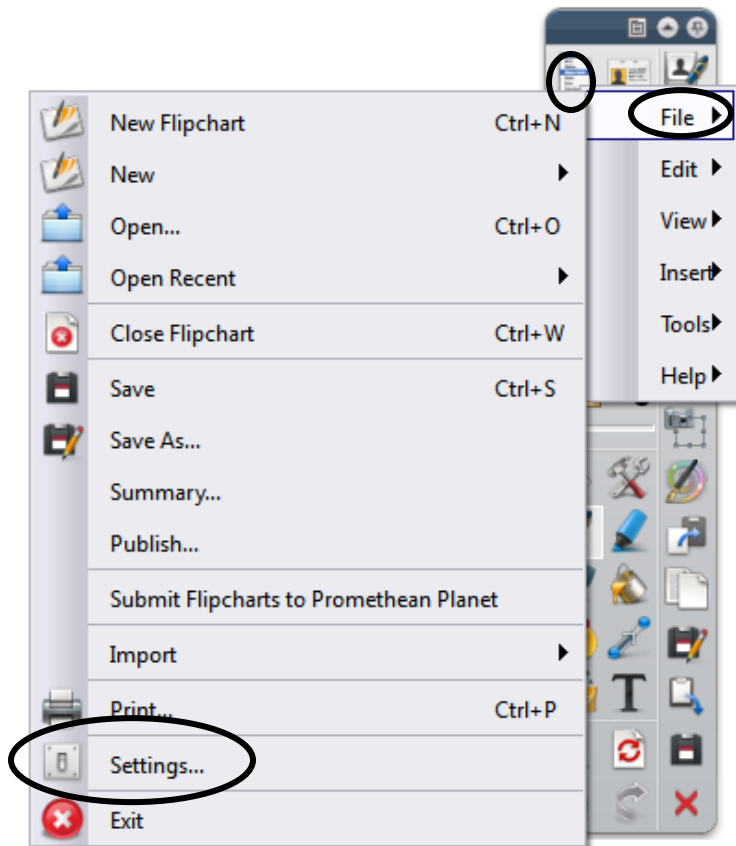 File
Edit
View
Insert
Tools
Help
New Flipchart Ctrl+N
New
Open... Ctrl+O
Open Recent
Close Flipchart Ctrl+W
Save Ctrl+S
Save As...
Summary...
Publish...
Submit Flipcharts to Promethean Planet
Import
Print... Ctrl+P
Settings...
Exit
T